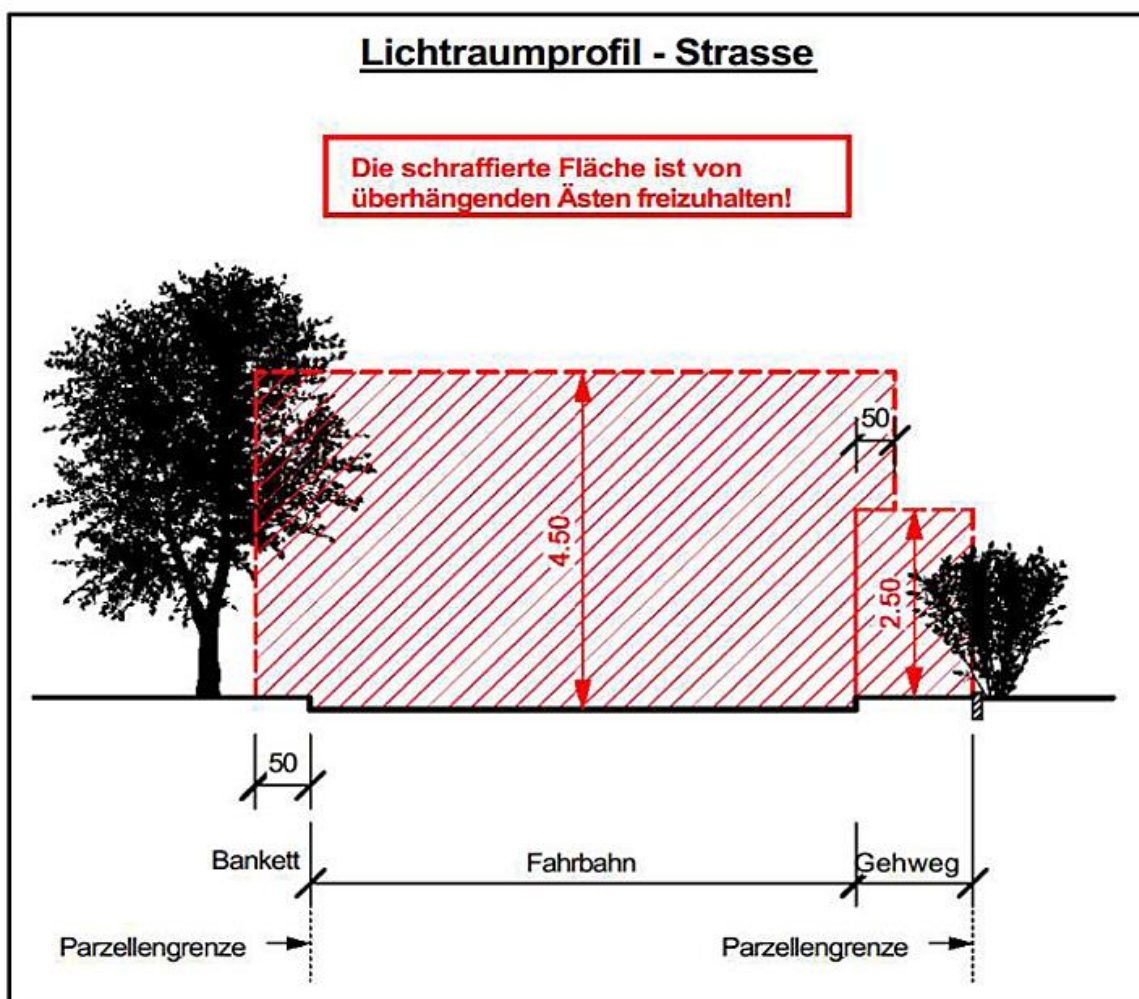 Lichtraumprofil - Strasse
Die schraffierte Fläche ist von
überhängenden Ästen freizuhalten!
50
4.50
2.50
50
Bankett
Fahrbahn
Gehweg
Parzellengrenze
Parzellengrenze